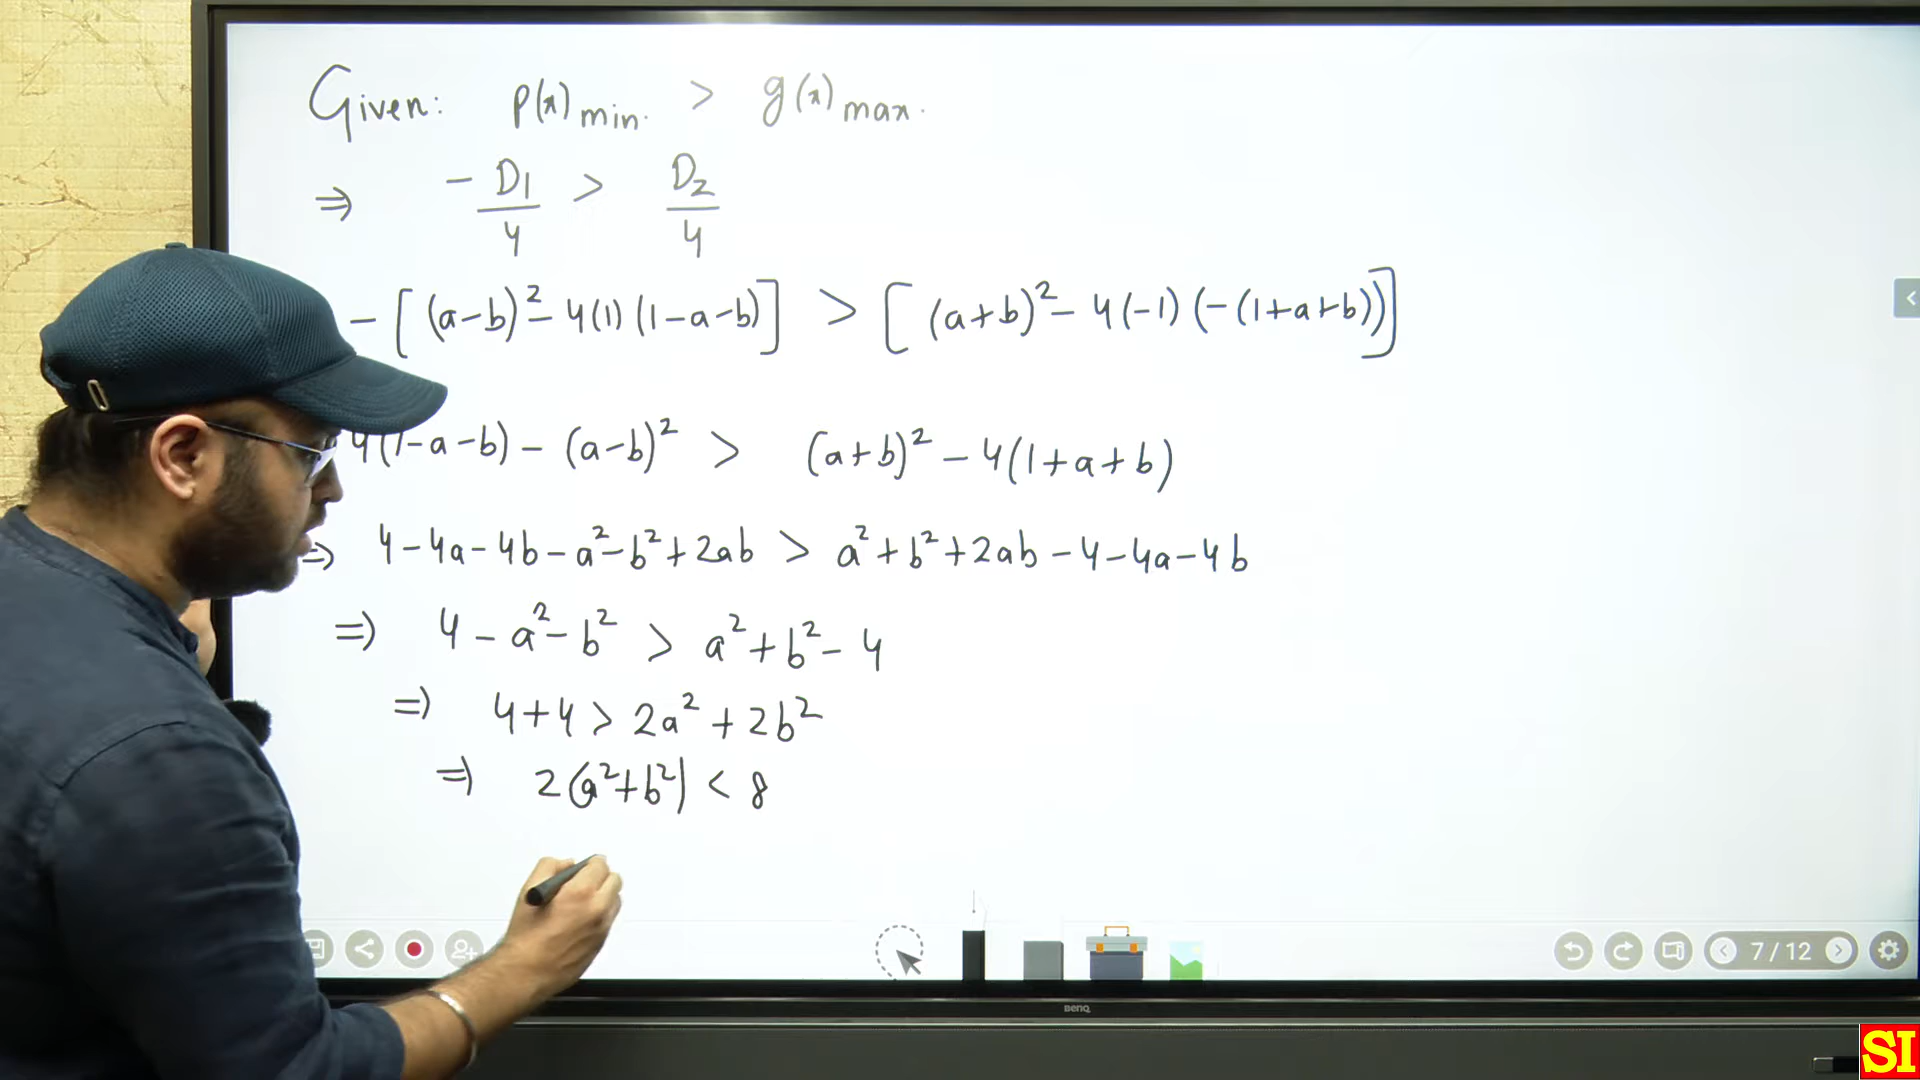 Given: p(x) min. > g(x) max.
⇒ - D1/4 > D2/4
- [(a-b)² - 4(1)(1-a-b)] > [(a+b)² - 4(-1)(-(1+a+b))]
4(1-a-b) - (a-b)² > (a+b)² - 4(1+a+b)
⇒ 4-4a-4b-a²-b²+2ab > a²+b²+2ab-4-4a-4b
⇒ 4-a²-b² > a²+b²-4
⇒ 4+4 > 2a²+2b²
⇒ 2(a²+b²) < 8
7/12
BenQ
SI